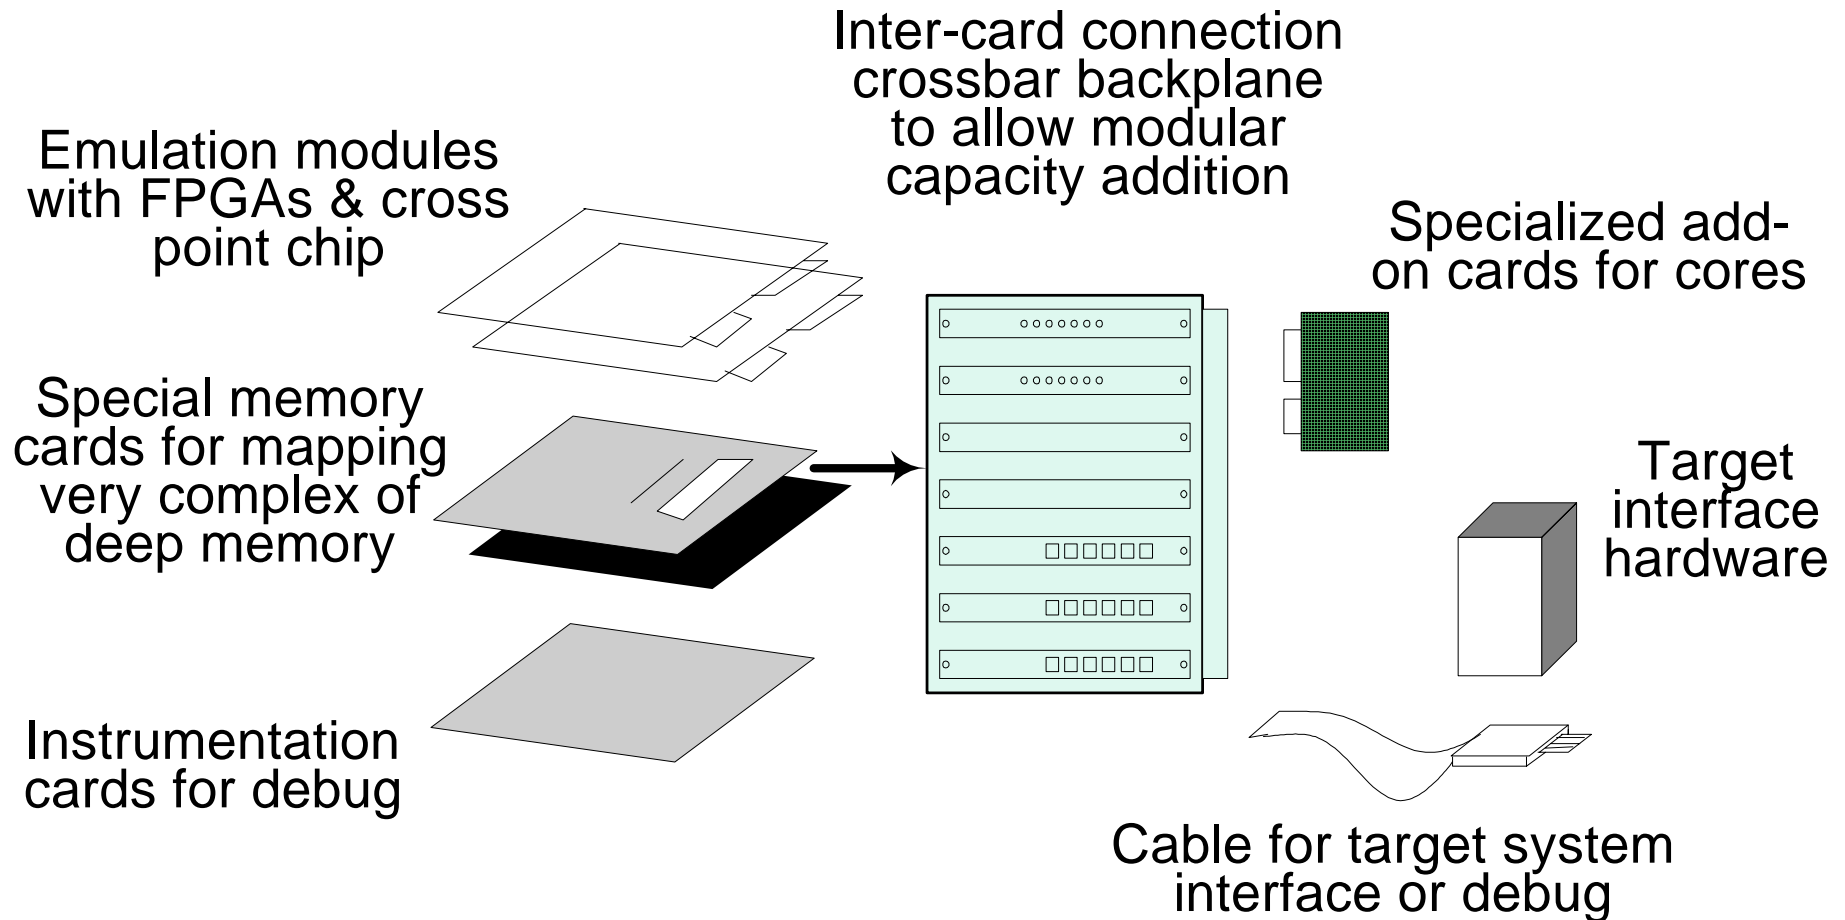 Inter-card connection
crossbar backplane
to allow modular
capacity addition
Emulation modules
with FPGAs & cross
point chip
Specialized add-
on cards for cores
Special memory
cards for mapping
very complex of
deep memory
Target
interface
hardware
Instrumentation
cards for debug
Cable for target system
interface or debug